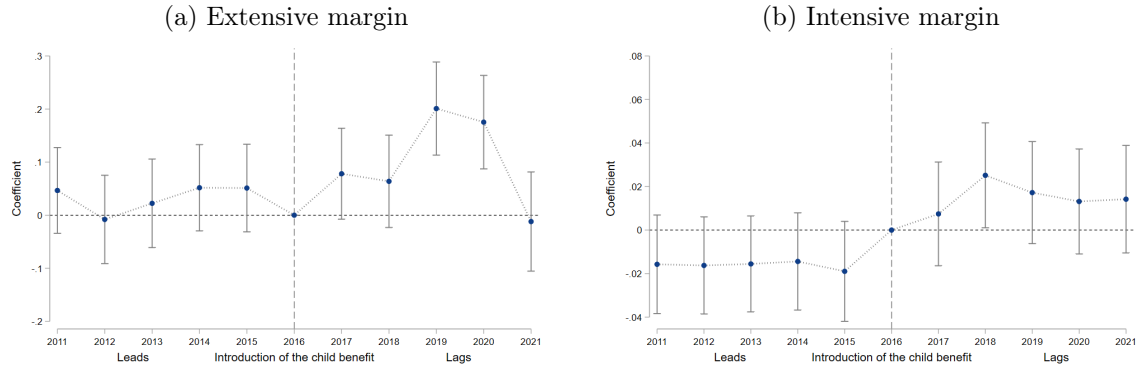 (a) Extensive margin
.3
.2
.1
0
-.1
-.2
Coefficient
2011 2012 2013 2014 2015 2016 2017 2018 2019 2020 2021
Leads Introduction of the child benefit Lags
(b) Intensive margin
.08
.06
.04
.02
0
-.02
-.04
Coefficient
2011 2012 2013 2014 2015 2016 2017 2018 2019 2020 2021
Leads Introduction of the child benefit Lags